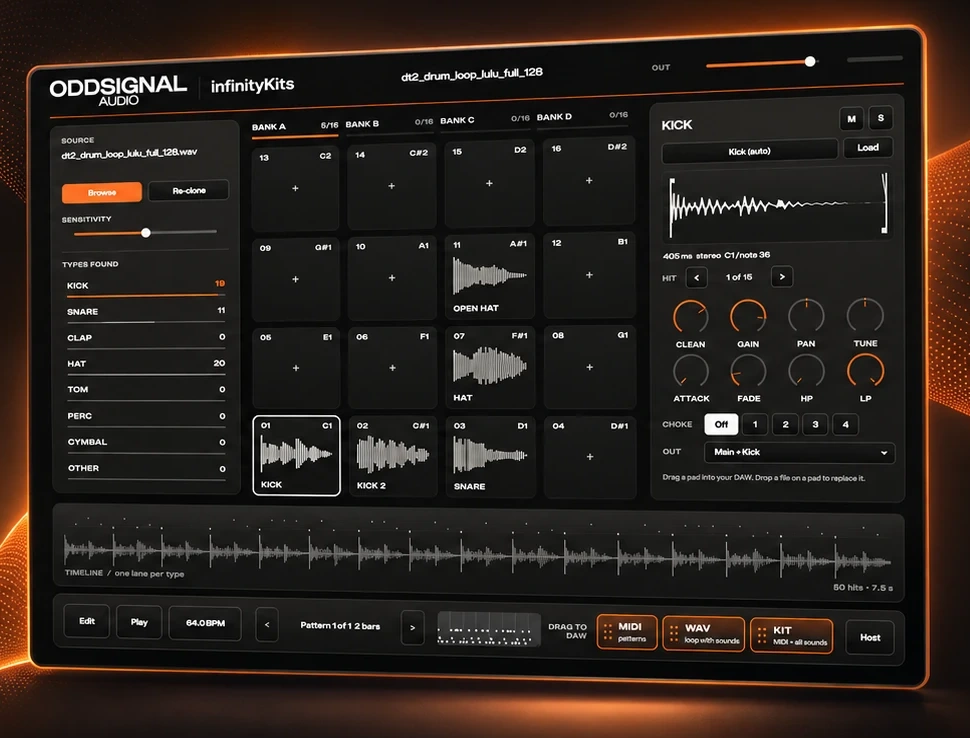 ODDSIGNAL
AUDIO
infinityKits
dt2_drum_loop_lulu_full_128
OUT
SOURCE
dt2_drum_loop_lulu_full_128.wav
Browse
Re-clone
SENSITIVITY
TYPES FOUND
KICK 19
SNARE 11
CLAP 0
HAT 20
TOM 0
PERC 0
CYMBAL 0
OTHER 0
BANK A 5/16 BANK B 0/16 BANK C 0/16 BANK D 0/16
13 C2 14 C#2 15 D2 16 D#2
+ + + +
09 G#1 10 A1 11 A#1 12 B1
+ + +
OPEN HAT
05 E1 06 F1 07 F#1 08 G1
+ + +
HAT
01 C1 02 C#1 03 D1 04 D#1
+
KICK KICK 2 SNARE
KICK M S
Kick (auto) Load
405 ms stereo C1/note 36
HIT < 1 of 15 >
CLEAN GAIN PAN TUNE
ATTACK FADE HP LP
CHOKE Off 1 2 3 4
OUT Main + Kick
Drag a pad into your DAW. Drop a file on a pad to replace it.
TIMELINE / one lane per type
50 hits • 7.5 s
Edit Play 64.0 BPM < Pattern 1 of 1 2 bars >
DRAG TO
DAW
MIDI
patterns
WAV
loop with sounds
KIT
MIDI + all sounds
Host